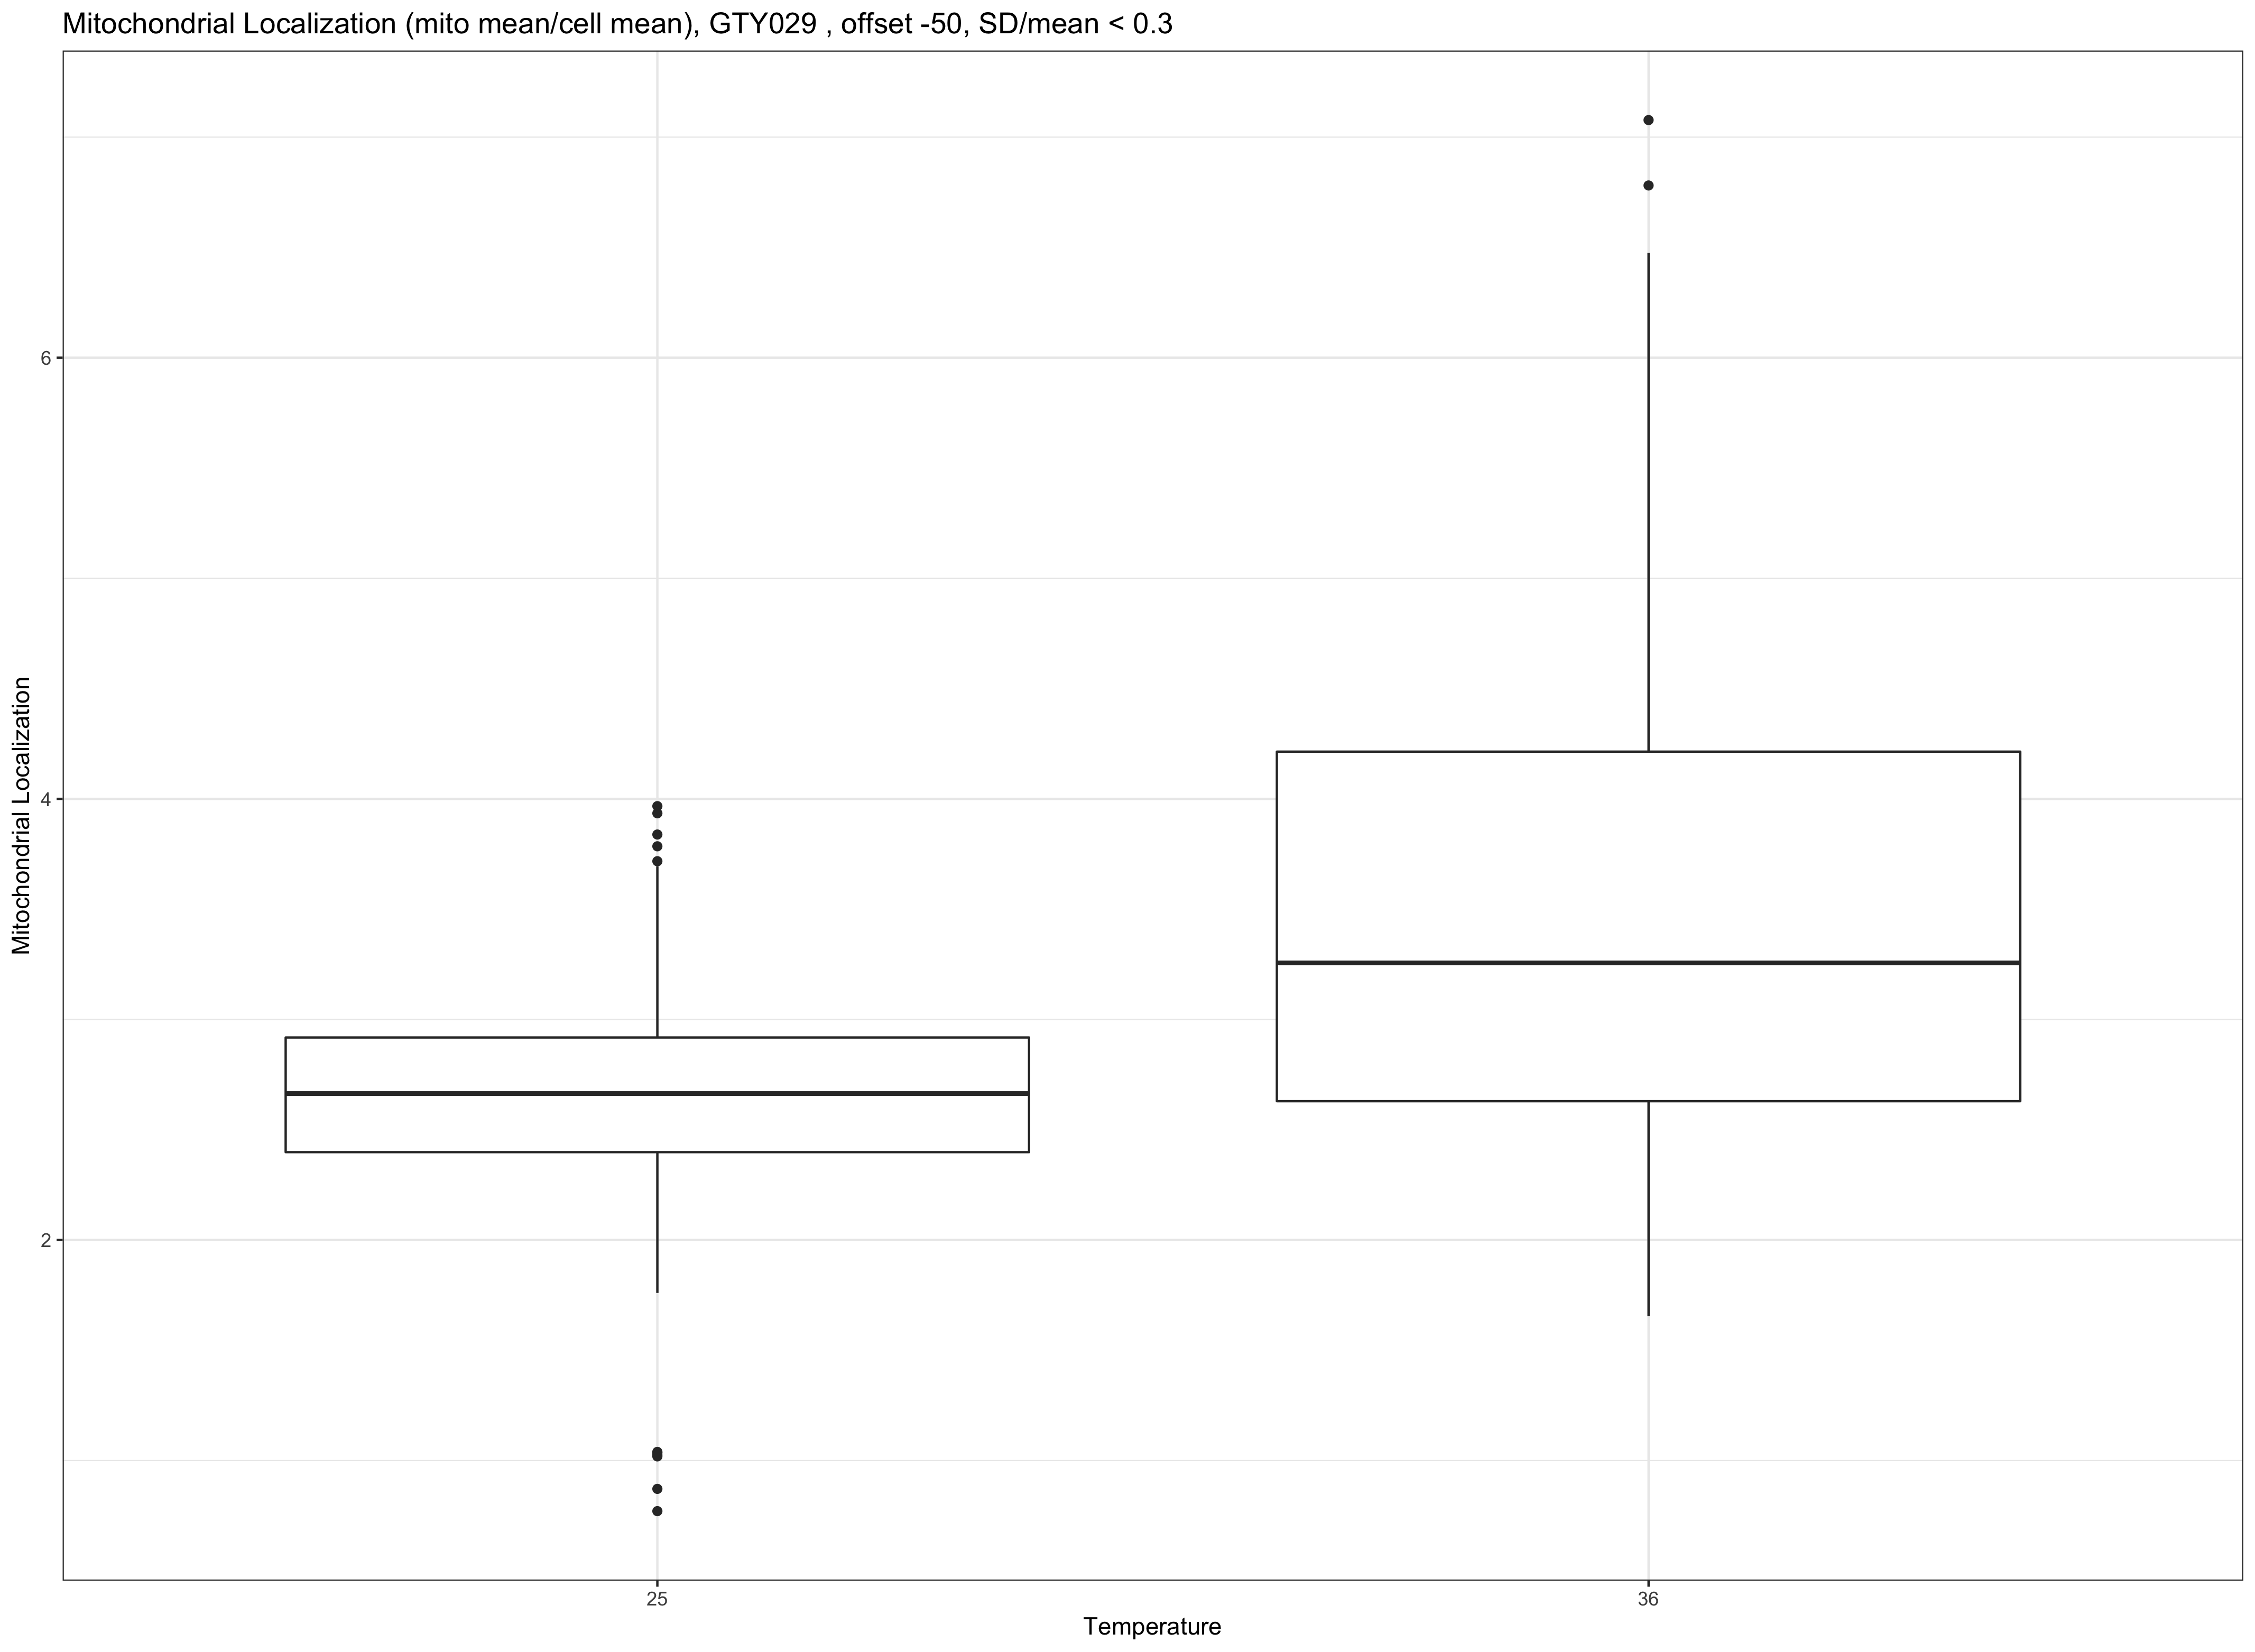 Mitochondrial Localization (mito mean/cell mean), GTY029 , offset -50, SD/mean < 0.3
Mitochondrial Localization
6
4
2
25
36
Temperature